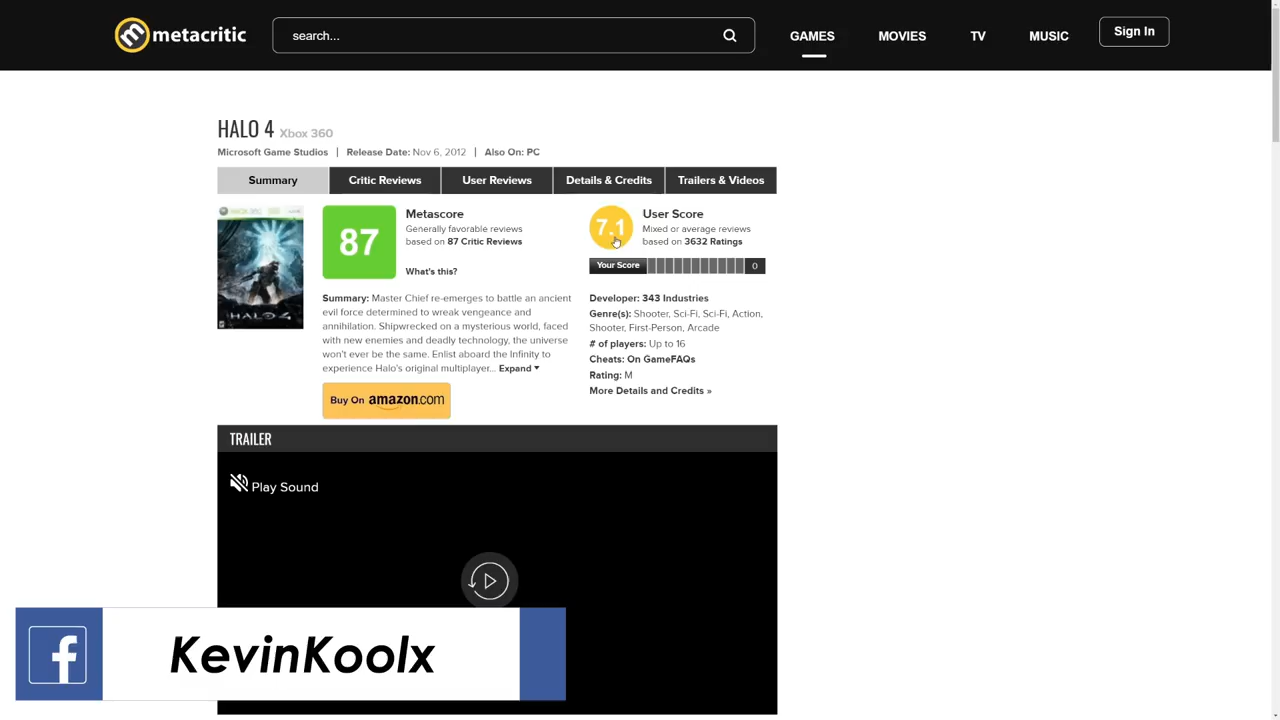 metacritic
search...
GAMES
MOVIES
TV
MUSIC
Sign In
HALO 4 Xbox 360
Microsoft Game Studios | Release Date: Nov 6, 2012 | Also On: PC
Summary
Critic Reviews
User Reviews
Details & Credits
Trailers & Videos
HALO 4
87
Metascore
Generally favorable reviews
based on 87 Critic Reviews
What's this?
Summary: Master Chief re-emerges to battle an ancient
evil force determined to wreak vengeance and
annihilation. Shipwrecked on a mysterious world, faced
with new enemies and deadly technology, the universe
won't ever be the same. Enlist aboard the Infinity to
experience Halo's original multiplayer... Expand
Buy On amazon.com
7.1
User Score
Mixed or average reviews
based on 3632 Ratings
Your Score
0
Developer: 343 Industries
Genre(s): Shooter, Sci-Fi, Sci-Fi, Action,
Shooter, First-Person, Arcade
# of players: Up to 16
Cheats: On GameFAQs
Rating: M
More Details and Credits »
TRAILER
Play Sound
f
KevinKoolx